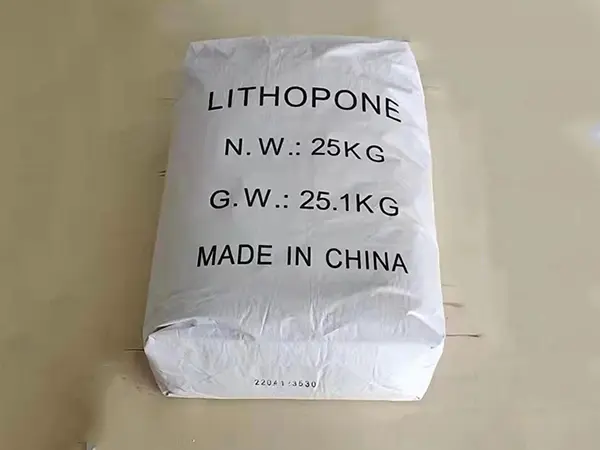 LITHOPONE
N.W.: 25KG
G.W.: 25.1KG
MADE IN CHINA